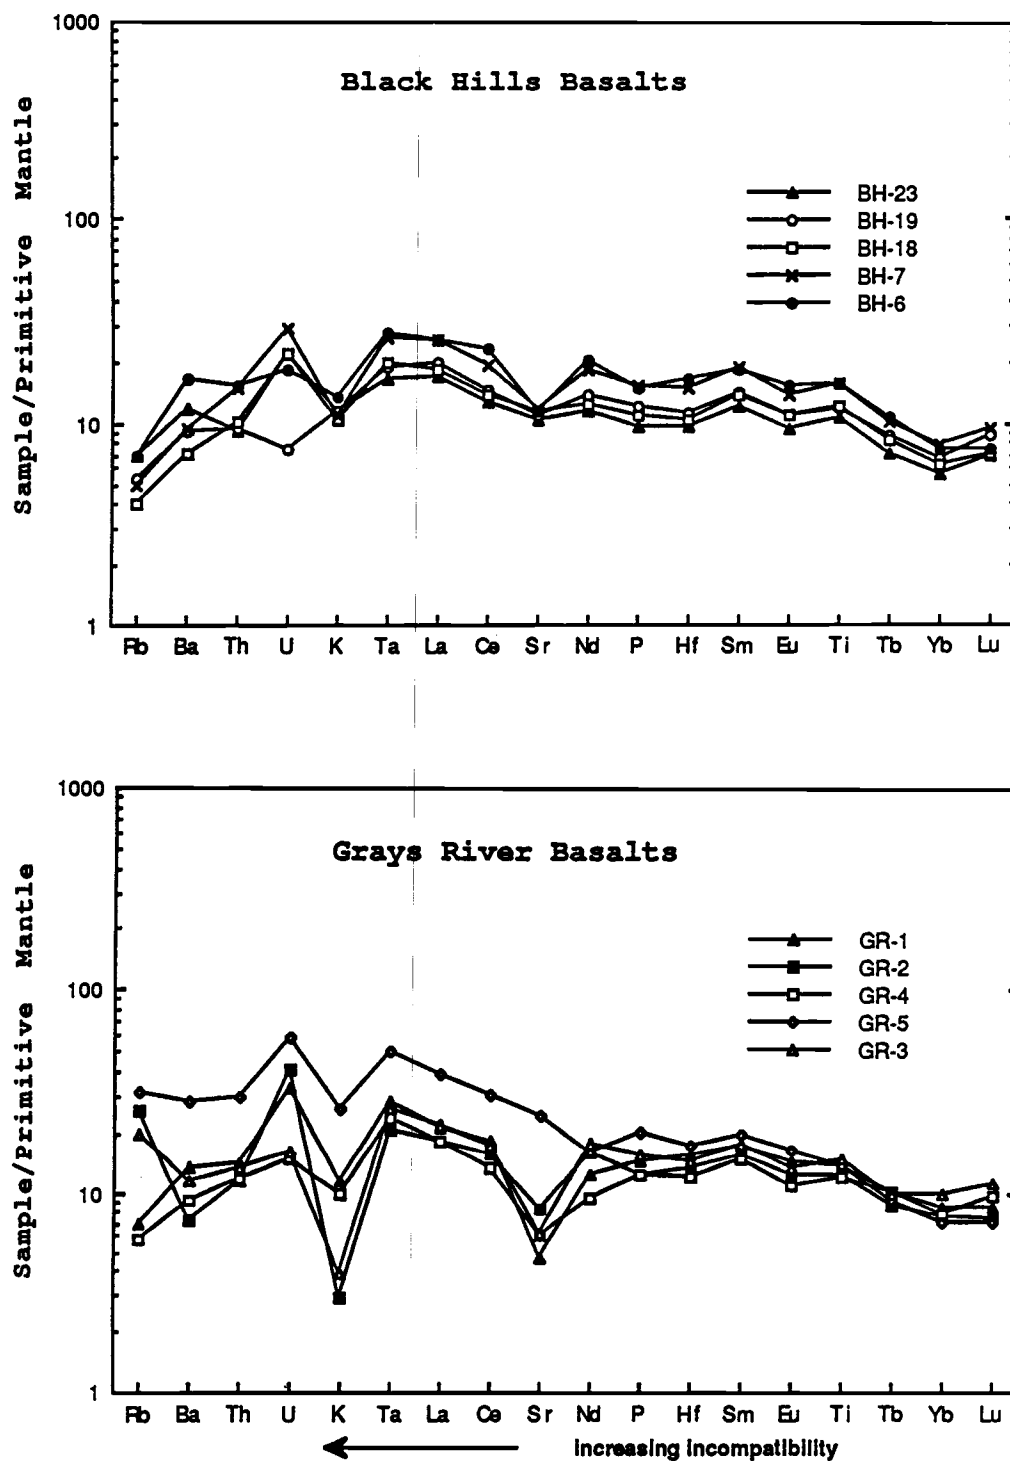 Black Hills Basalts
Sample/Primitive Mantle
1000
100
10
1
BH-23
BH-19
BH-18
BH-7
BH-6
Rb Ba Th U K Ta La Ce Sr Nd P Hf Sm Eu Ti Tb Yb Lu
Grays River Basalts
Sample/Primitive Mantle
1000
100
10
1
GR-1
GR-2
GR-4
GR-5
GR-3
Rb Ba Th U K Ta La Ce Sr Nd P Hf Sm Eu Ti Tb Yb Lu
increasing incompatibility